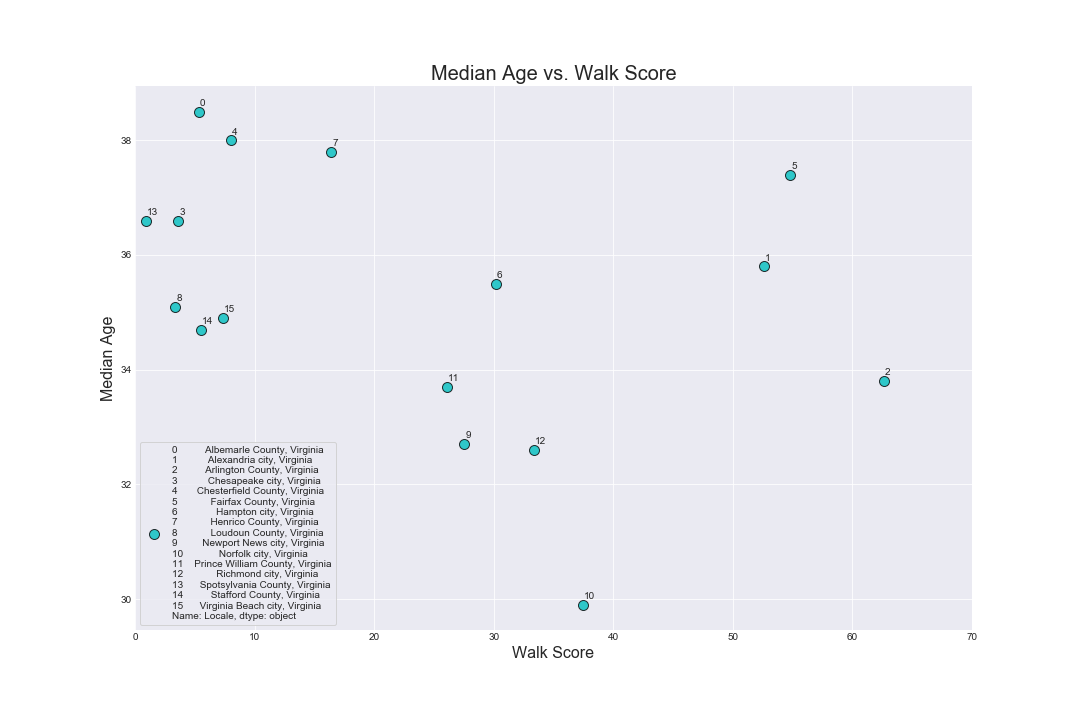 Median Age vs. Walk Score
Median Age
38
36
34
32
30
0
4
7
5
13
3
1
6
8
15
14
2
11
9
12
10
0 Albemarle County, Virginia
1 Alexandria city, Virginia
2 Arlington County, Virginia
3 Chesapeake city, Virginia
4 Chesterfield County, Virginia
5 Fairfax County, Virginia
6 Hampton city, Virginia
7 Henrico County, Virginia
8 Loudoun County, Virginia
9 Newport News city, Virginia
10 Norfolk city, Virginia
11 Prince William County, Virginia
12 Richmond city, Virginia
13 Spotsylvania County, Virginia
14 Stafford County, Virginia
15 Virginia Beach city, Virginia
Name: Locale, dtype: object
0 10 20 30 40 50 60 70
Walk Score